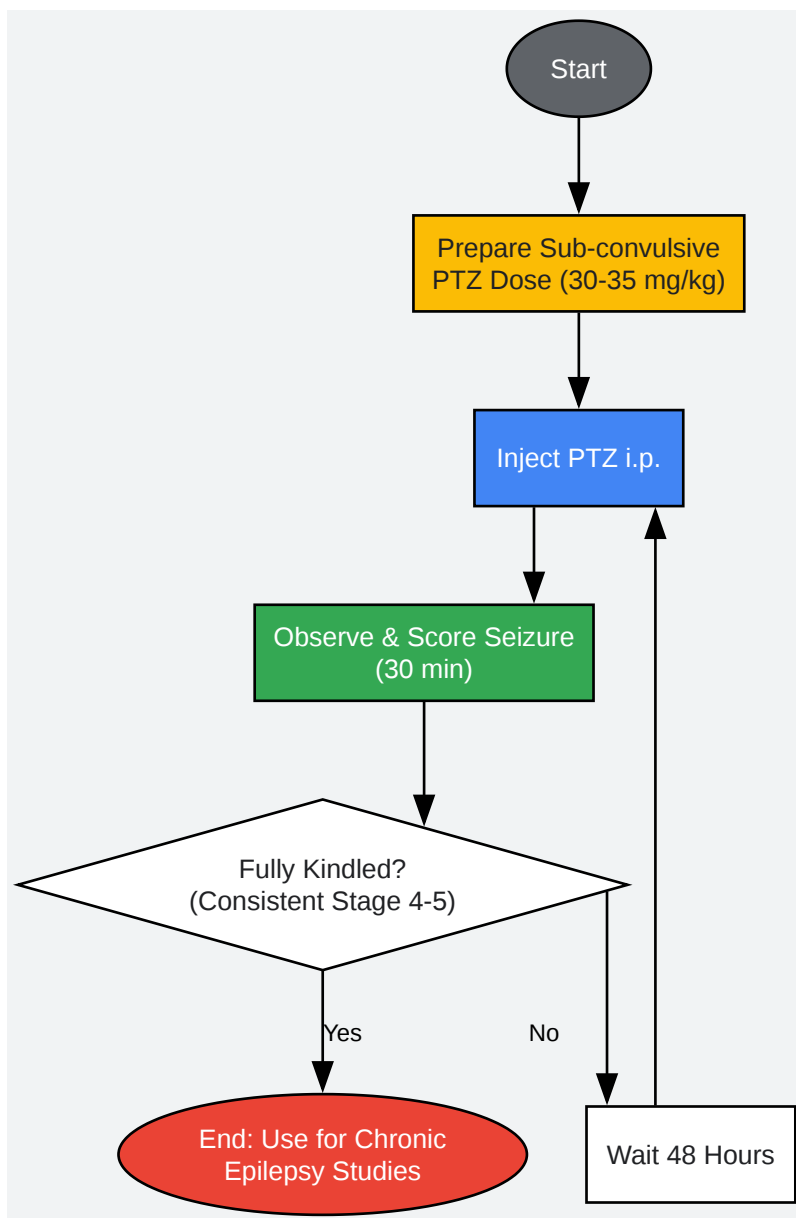 Start
Prepare Sub-convulsive
PTZ Dose (30-35 mg/kg)
Inject PTZ i.p.
Observe & Score Seizure
(30 min)
Fully Kindled?
(Consistent Stage 4-5)
Yes
No
End: Use for Chronic
Epilepsy Studies
Wait 48 Hours